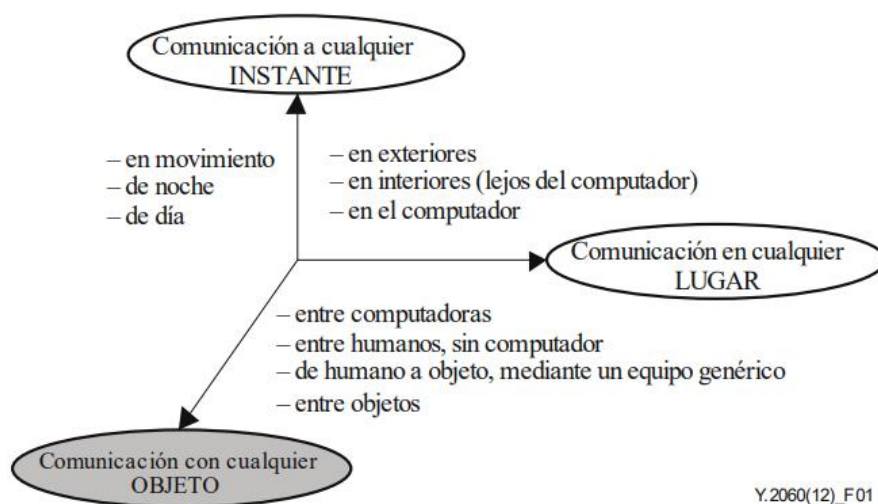 Comunicación a cualquier
INSTANTE
– en movimiento
– de noche
– de día
– en exteriores
– en interiores (lejos del computador)
– en el computador
Comunicación en cualquier
LUGAR
– entre computadoras
– entre humanos, sin computador
– de humano a objeto, mediante un equipo genérico
– entre objetos
Comunicación con cualquier
OBJETO
Y.2060(12)_F01